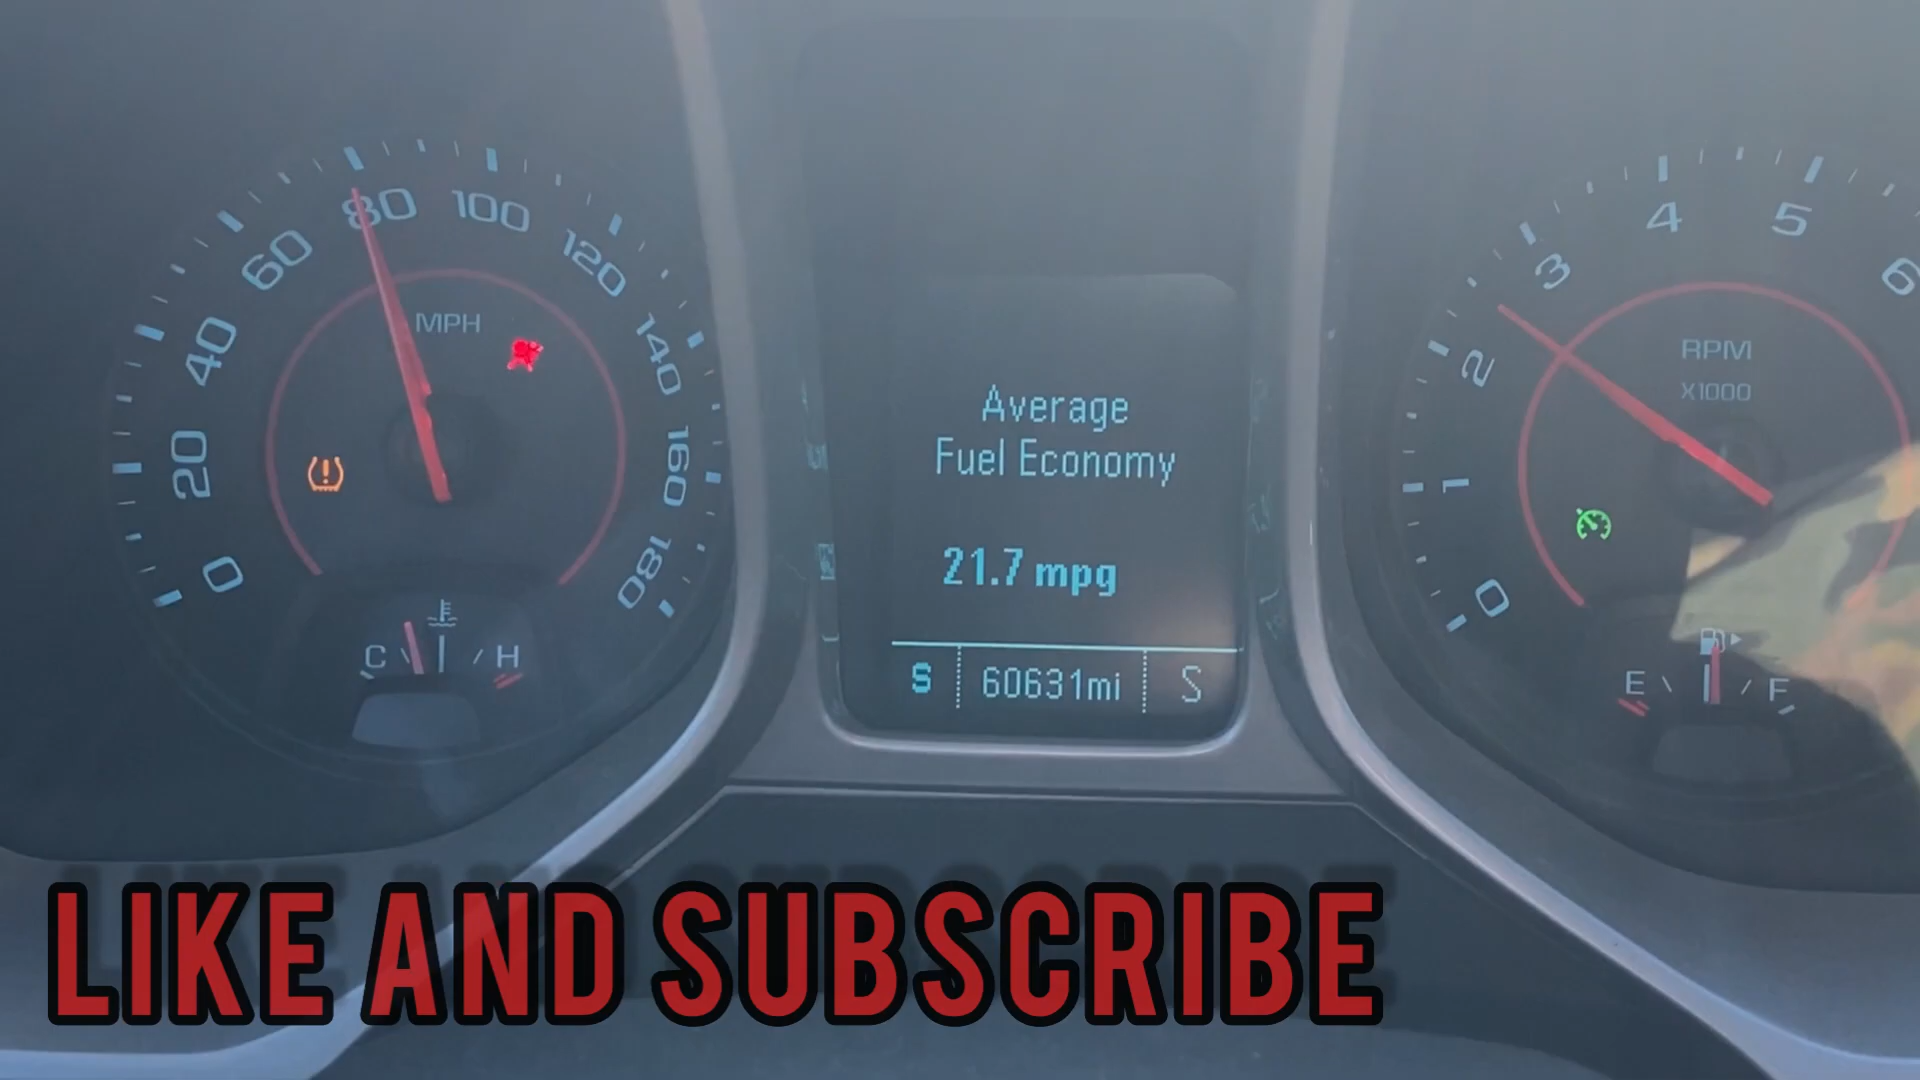 0
20
40
60
80
100
120
140
160
180
MPH
C
H
Average
Fuel Economy
21.7 mpg
S 60631mi S
0
1
2
3
4
5
6
RPM
X1000
E
F
LIKE AND SUBSCRIBE